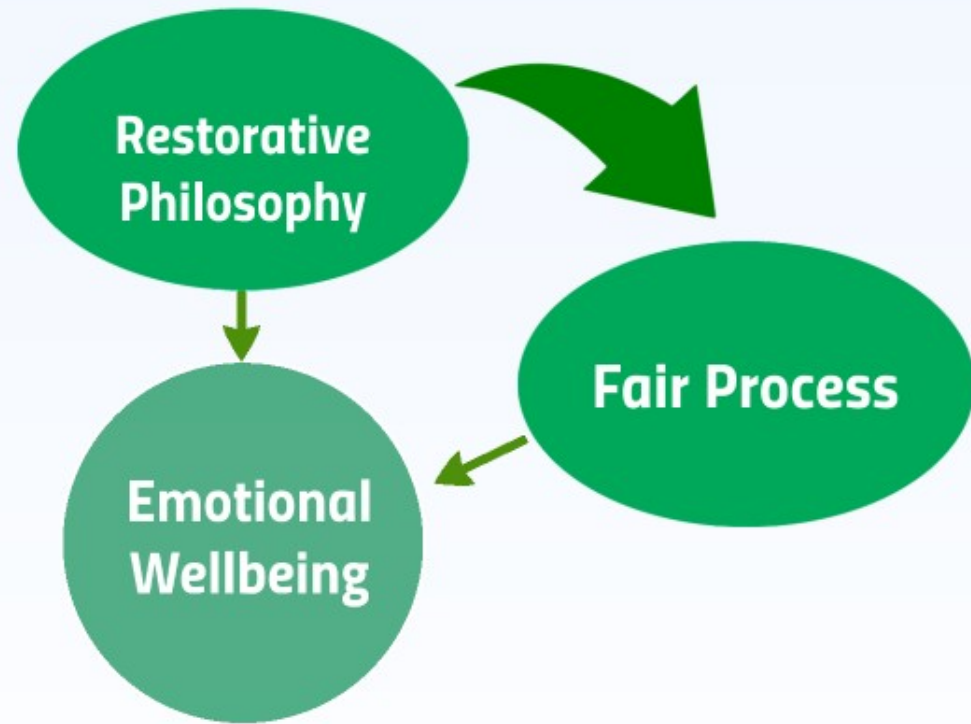 Restorative
Philosophy
Fair Process
Emotional
Wellbeing